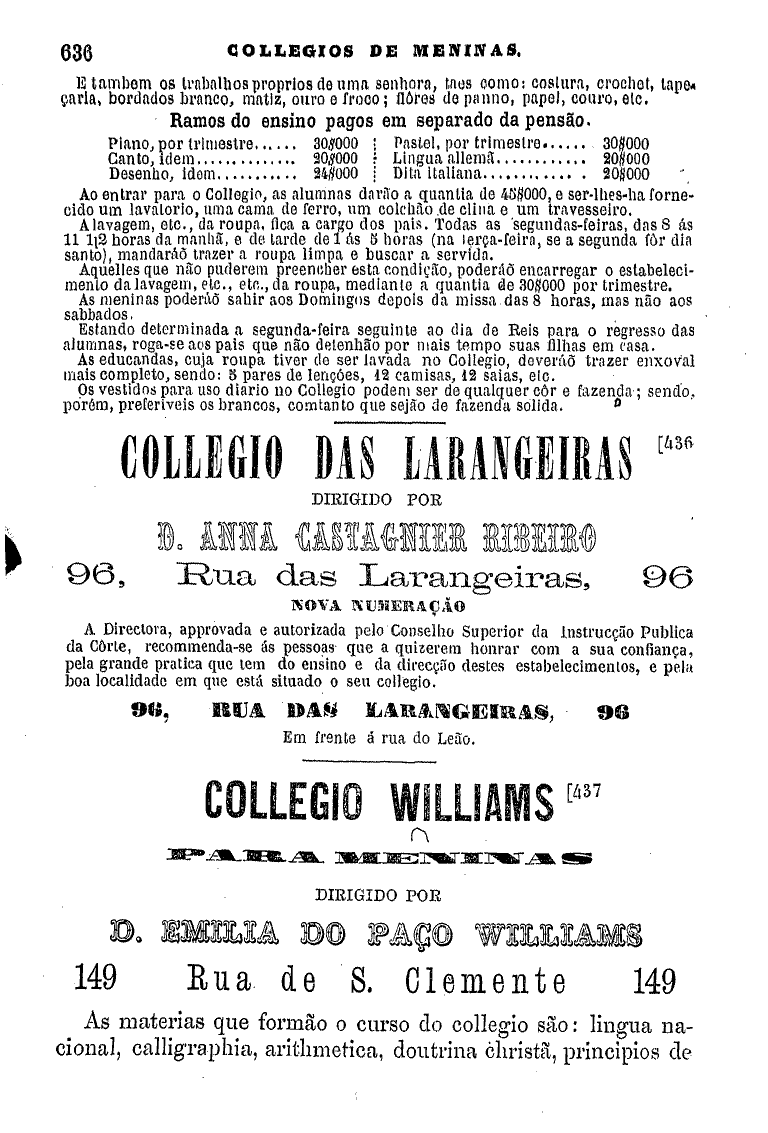 636 COLLEGIOS DE MENINAS.
E tambem os trabalhos proprios de uma senhora, taes como: costura, crochet, tape-
çaria, bordados branco, matiz, ouro e froco; flôres de panno, papel, couro, etc.
Ramos do ensino pagos em separado da pensão.
Piano, por trimestre...... 30$000 Pastel, por trimestre...... 30$000
Canto, idem.............. 20$000 Lingua allemã............ 20$000
Desenho, idem........... 24$000 Dita italiana............. 20$000
Ao entrar para o Collegio, as alumnas darão a quantia de 45$000, e ser-lhes-ha forne-
cido um lavatorio, uma cama de ferro, um colchão de clina e um travesseiro.
A lavagem, etc., da roupa, fica a cargo dos pais. Todas as segundas-feiras, das 8 ás
11 1|2 horas da manhã, e de tarde de 1 ás 5 horas (na terça-feira, se a segunda fôr dia
santo), mandaráõ trazer a roupa limpa e buscar a servida.
Aquelles que não puderem preencher esta condição, poderáõ encarregar o estabeleci-
mento da lavagem, etc., etc., da roupa, mediante a quantia de 30$000 por trimestre.
As meninas poderáõ sahir aos Domingos depois da missa das 8 horas, mas não aos
sabbados.
Estando determinada a segunda-feira seguinte ao dia de Reis para o regresso das
alumnas, roga-se aos pais que não detenhão por mais tempo suas filhas em casa.
As educandas, cuja roupa tiver de ser lavada no Collegio, deveráõ trazer enxoval
mais completo, sendo: 5 pares de lenções, 12 camisas, 12 saias, etc.
Os vestidos para uso diario no Collegio podem ser de qualquer côr e fazenda; sendo,
porém, preferiveis os brancos, comtanto que sejão de fazenda solida.
COLLEGIO DAS LARANGEIRAS [436
DIRIGIDO POR
D. ANNA CASTAGNIER RIBEIRO
96, Rua das Larangeiras, 96
NOVA NUMERAÇÃO
A Directora, approvada e autorizada pelo Conselho Superior da Instrucção Publica
da Côrte, recommenda-se ás pessoas que a quizerem honrar com a sua confiança,
pela grande pratica que tem do ensino e da direcção destes estabelecimentos, e pela
boa localidade em que está situado o seu collegio.
96, RUA DAS LARANGEIRAS, 96
Em frente á rua do Leão.
COLLEGIO WILLIAMS [437
PARA MENINAS
DIRIGIDO POR
D. EMILIA DO PAÇO WILLIAMS
149 Rua de S. Clemente 149
As materias que formão o curso do collegio são: lingua na-
cional, calligraphia, arithmetica, doutrina christã, principios de